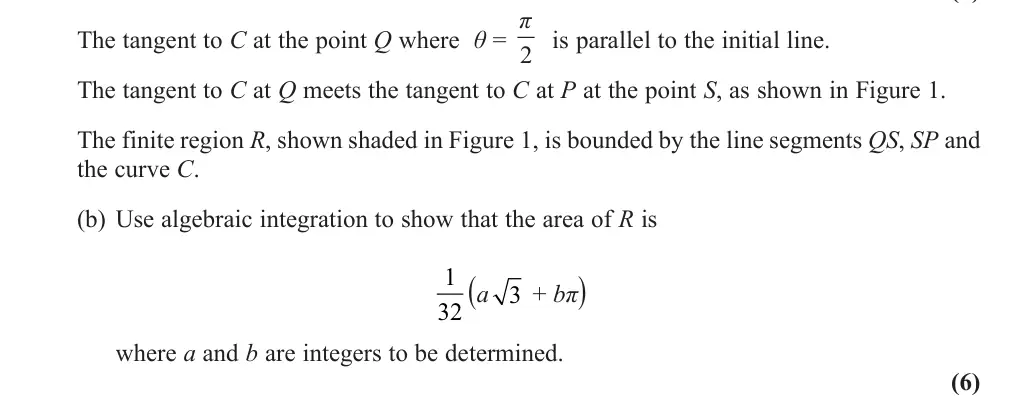 The tangent to C at the point Q where θ = π/2 is parallel to the initial line.
The tangent to C at Q meets the tangent to C at P at the point S, as shown in Figure 1.
The finite region R, shown shaded in Figure 1, is bounded by the line segments QS, SP and
the curve C.
(b) Use algebraic integration to show that the area of R is
1/32 (a√3 + bπ)
where a and b are integers to be determined.
(6)